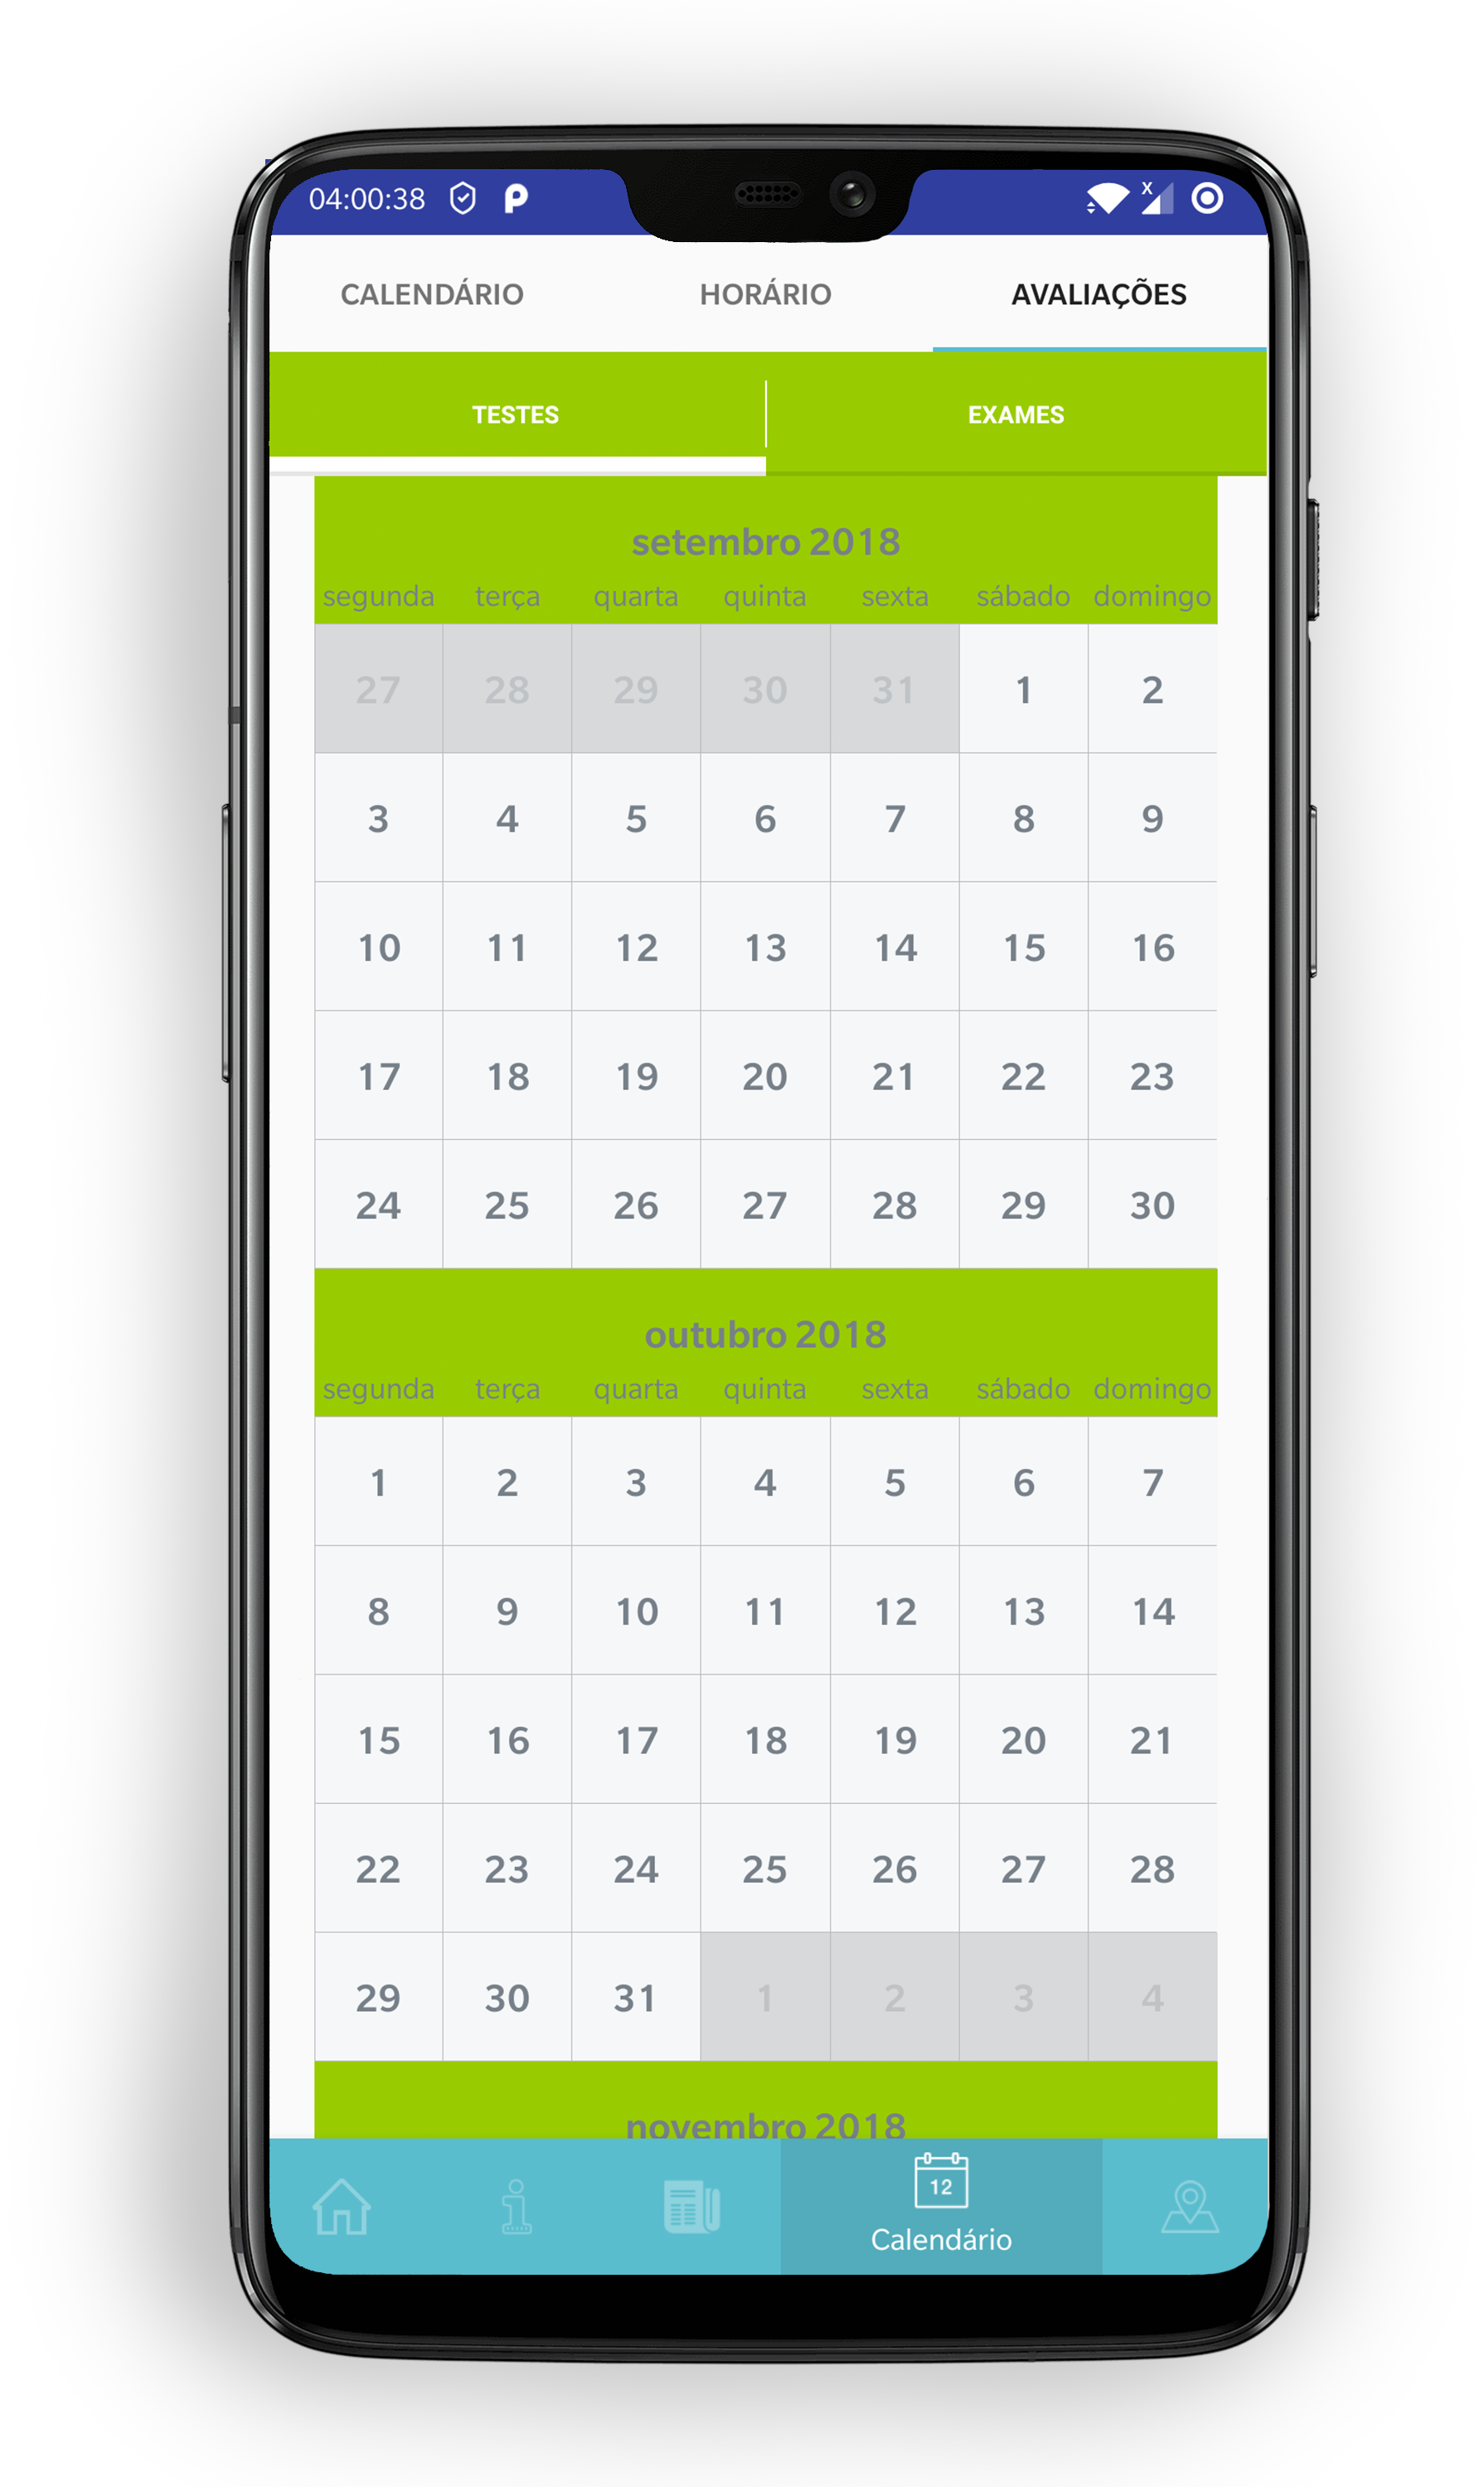 04:00:38
CALENDÁRIO HORÁRIO AVALIAÇÕES
TESTES EXAMES
setembro 2018
segunda terça quarta quinta sexta sábado domingo
27 28 29 30 31 1 2
3 4 5 6 7 8 9
10 11 12 13 14 15 16
17 18 19 20 21 22 23
24 25 26 27 28 29 30
outubro 2018
segunda terça quarta quinta sexta sábado domingo
1 2 3 4 5 6 7
8 9 10 11 12 13 14
15 16 17 18 19 20 21
22 23 24 25 26 27 28
29 30 31 1 2 3 4
novembro 2018
12
Calendário